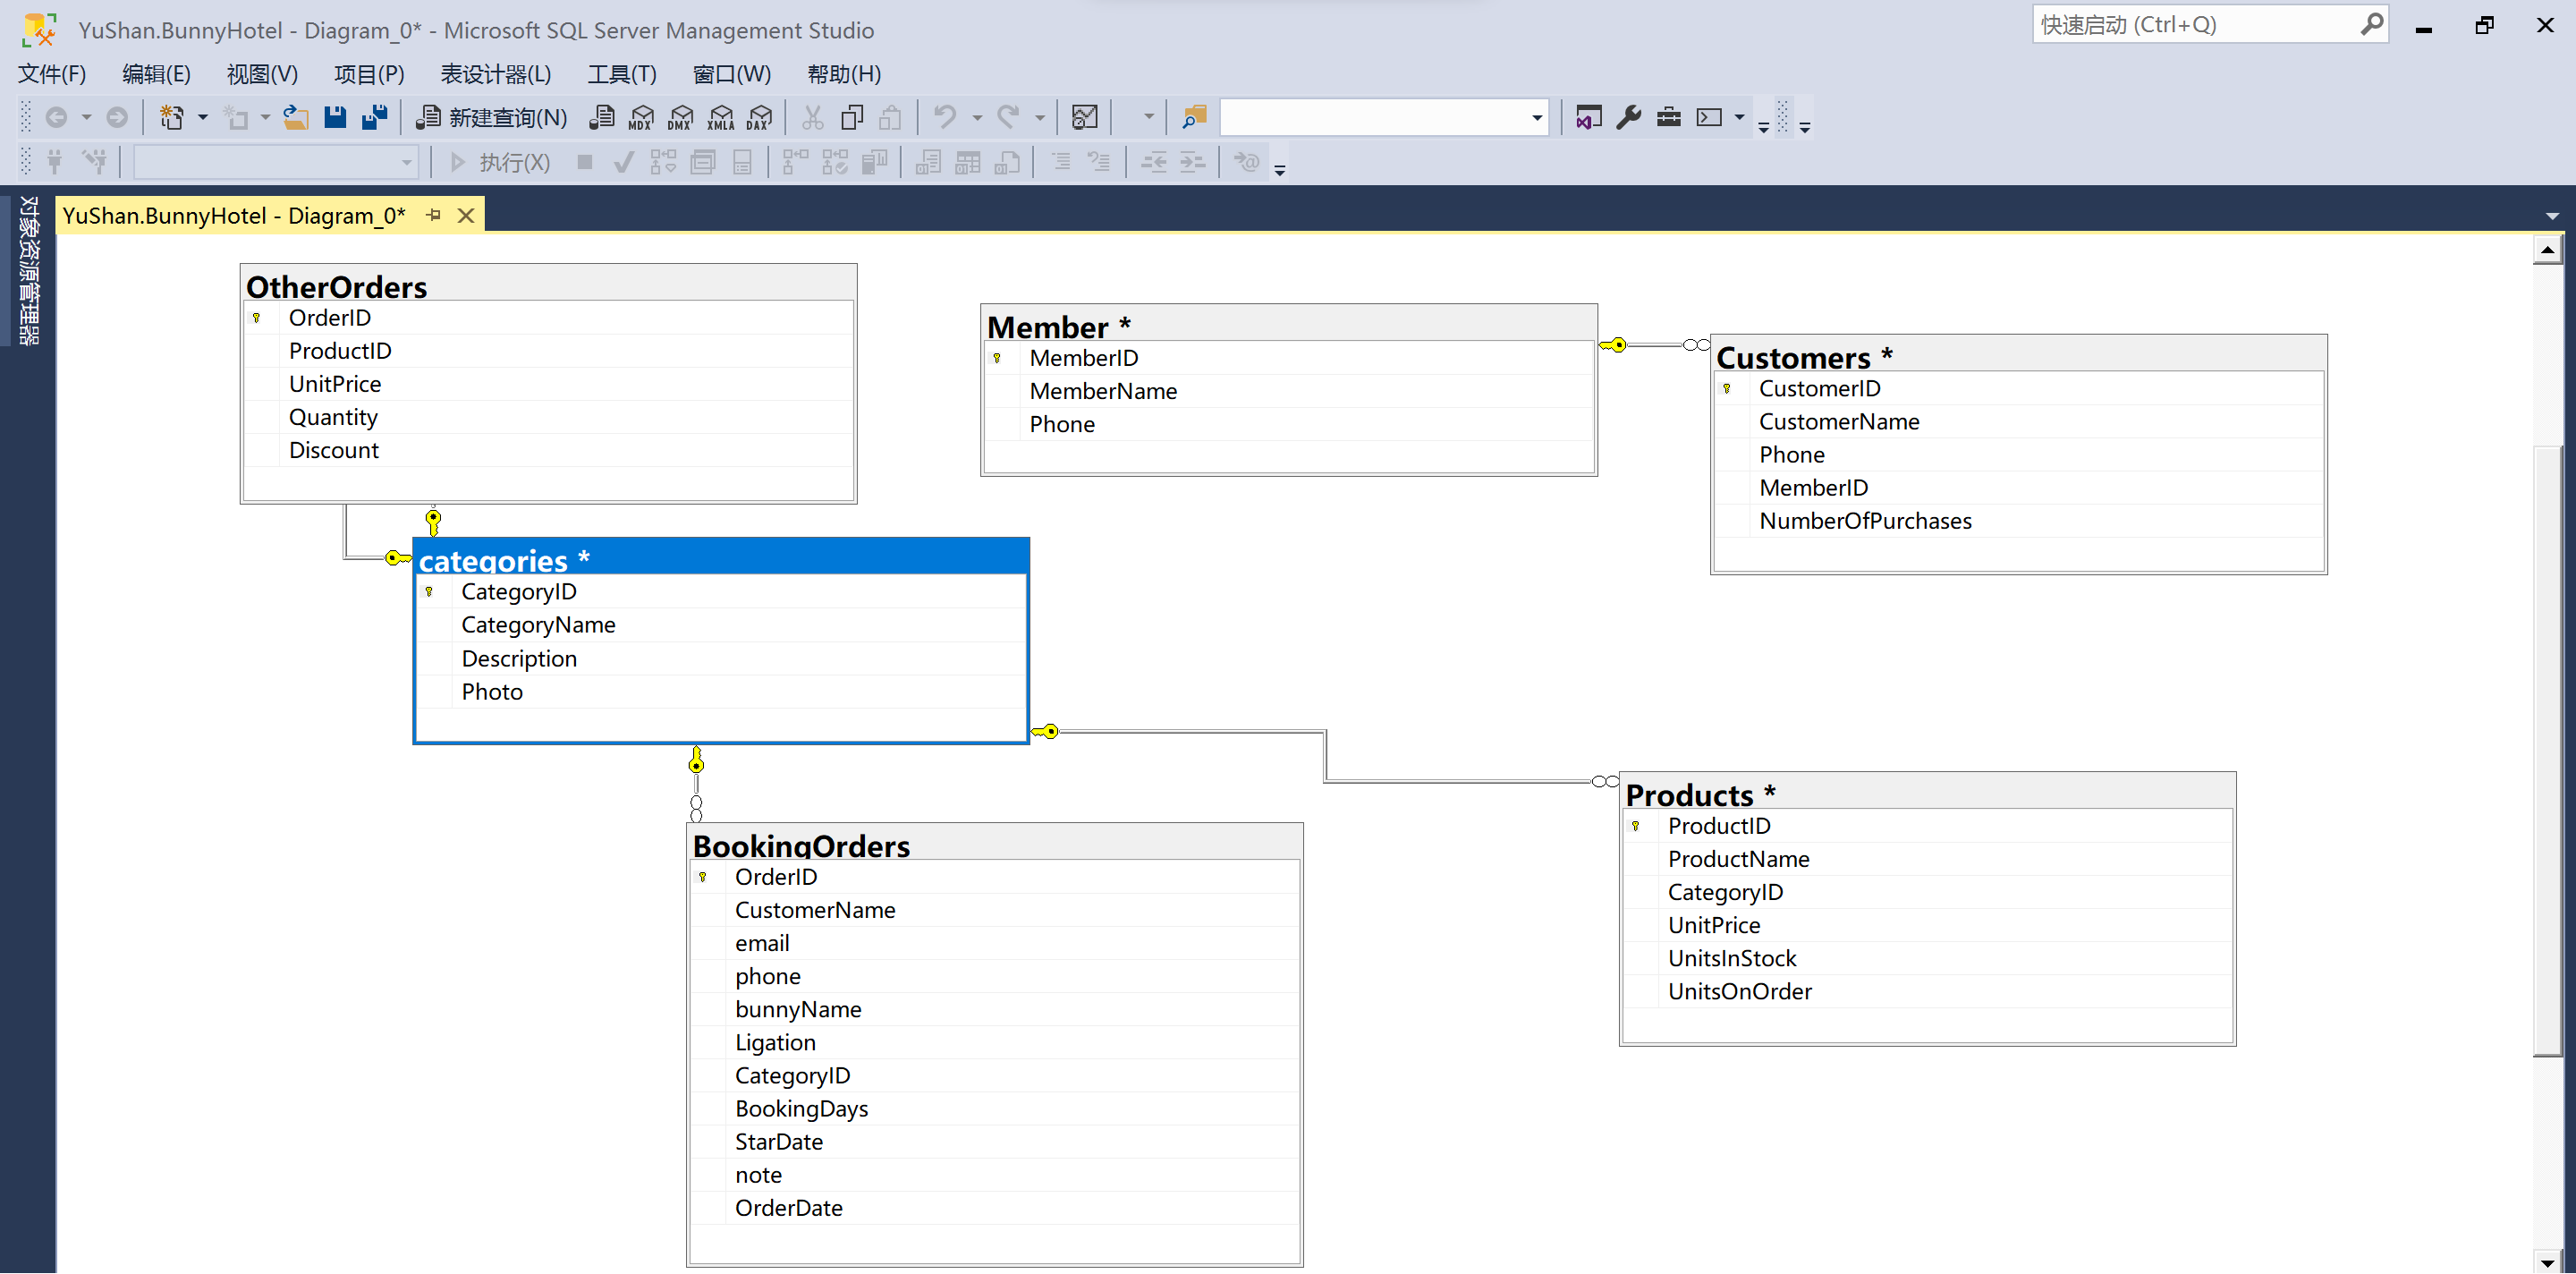 YuShan.BunnyHotel - Diagram_0* - Microsoft SQL Server Management Studio
快速启动 (Ctrl+Q)
文件(F) 编辑(E) 视图(V) 项目(P) 表设计器(L) 工具(T) 窗口(W) 帮助(H)
新建查询(N) MDX DMX XMLA DAX
执行(X)
对象资源管理器
YuShan.BunnyHotel - Diagram_0*
OtherOrders
OrderID
ProductID
UnitPrice
Quantity
Discount
Member *
MemberID
MemberName
Phone
Customers *
CustomerID
CustomerName
Phone
MemberID
NumberOfPurchases
categories *
CategoryID
CategoryName
Description
Photo
BookingOrders
OrderID
CustomerName
email
phone
bunnyName
Ligation
CategoryID
BookingDays
StarDate
note
OrderDate
Products *
ProductID
ProductName
CategoryID
UnitPrice
UnitsInStock
UnitsOnOrder